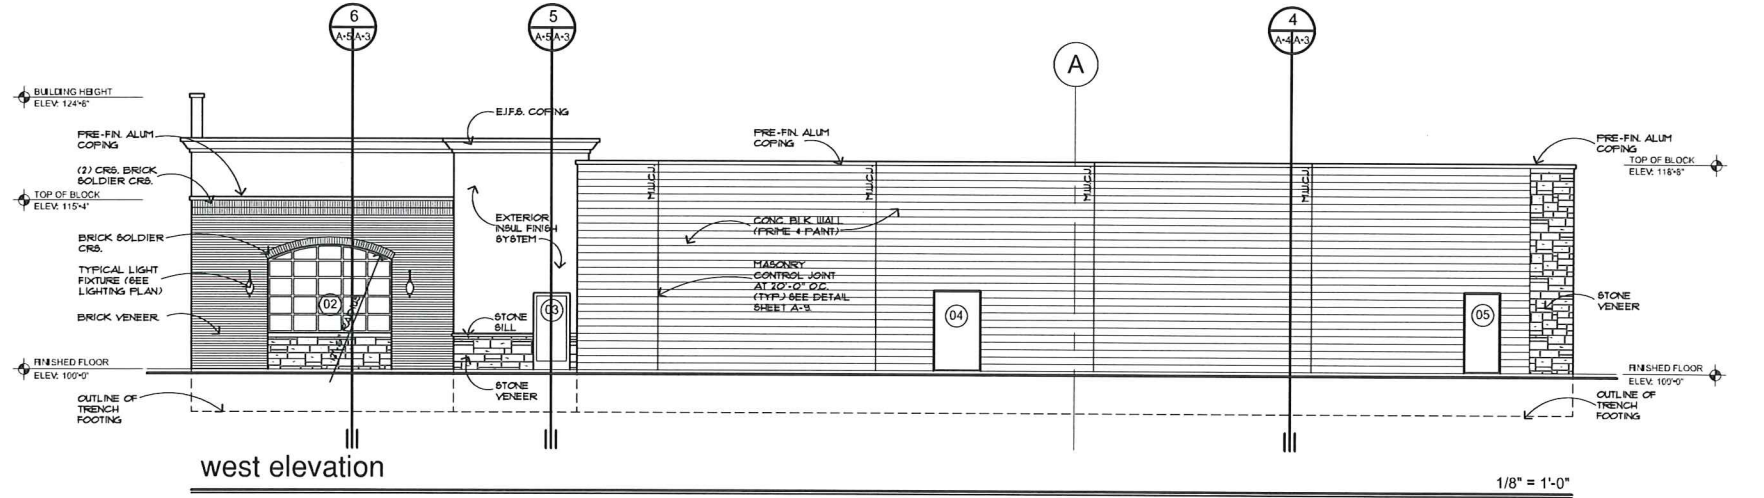 6
A-5 A-3
5
A-5 A-3
4
A-4 A-3
A
BUILDING HEIGHT
ELEV: 124'-8"
PRE-FIN. ALUM
COPING
(2) CRS. BRICK
SOLDIER CRS.
TOP OF BLOCK
ELEV: 115'-4"
BRICK SOLDIER
CRS.
TYPICAL LIGHT
FIXTURE (SEE
LIGHTING PLAN)
BRICK VENEER
FINISHED FLOOR
ELEV: 100'-0"
OUTLINE OF
TRENCH
FOOTING
E.I.F.S. COPING
EXTERIOR
INSUL FINISH
SYSTEM
STONE
SILL
STONE
VENEER
02
03
PRE-FIN. ALUM
COPING
M.W.C.J.
M.W.C.J.
M.W.C.J.
M.W.C.J.
CONC. BLK. WALL
(PRIME & PAINT)
MASONRY
CONTROL JOINT
AT 20'-0" O.C.
(TYP.) SEE DETAIL
SHEET A-9.
04
05
PRE-FIN. ALUM
COPING
TOP OF BLOCK
ELEV: 118'-8"
STONE
VENEER
FINISHED FLOOR
ELEV: 100'-0"
OUTLINE OF
TRENCH
FOOTING
west elevation
1/8" = 1'-0"